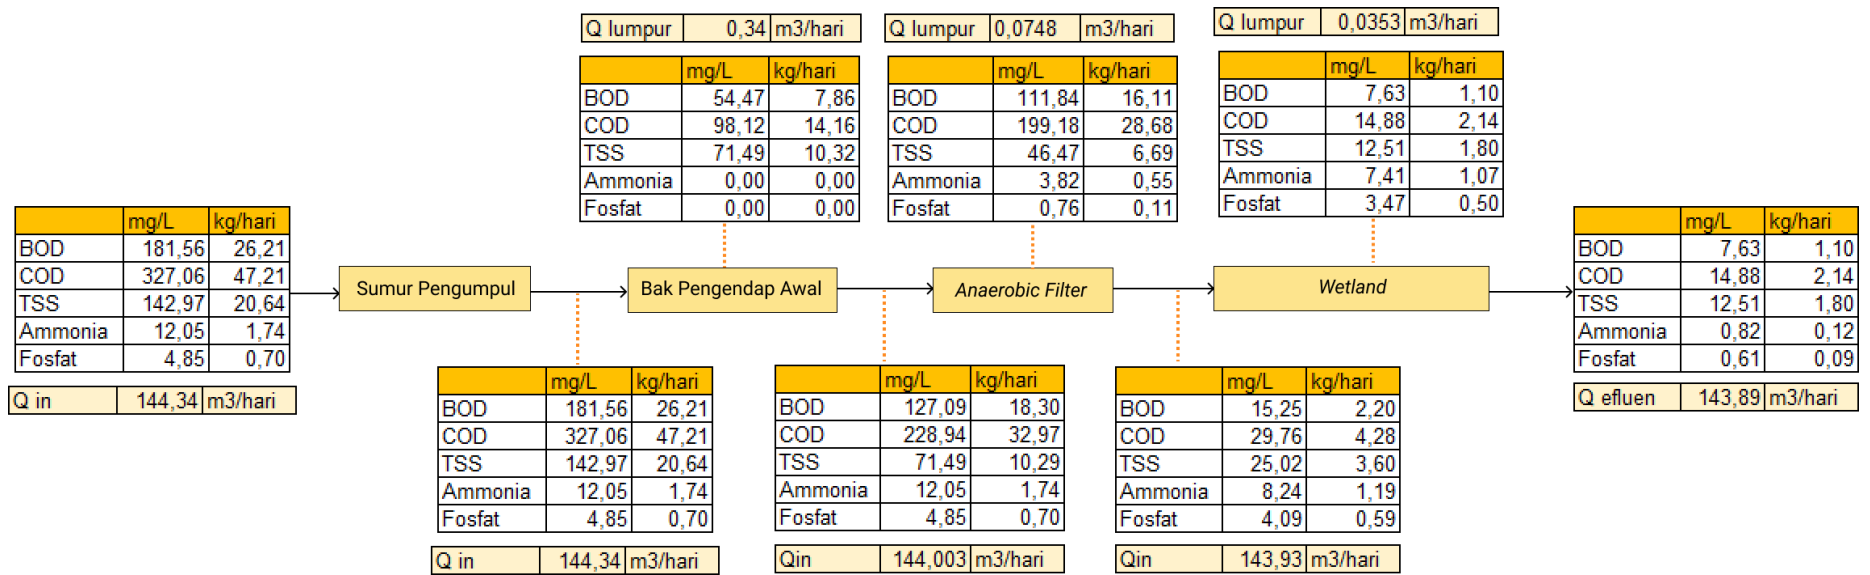 Q lumpur 0,34 m3/hari
mg/L kg/hari
BOD 54,47 7,86
COD 98,12 14,16
TSS 71,49 10,32
Ammonia 0,00 0,00
Fosfat 0,00 0,00
Q lumpur 0,0748 m3/hari
mg/L kg/hari
BOD 111,84 16,11
COD 199,18 28,68
TSS 46,47 6,69
Ammonia 3,82 0,55
Fosfat 0,76 0,11
Q lumpur 0,0353 m3/hari
mg/L kg/hari
BOD 7,63 1,10
COD 14,88 2,14
TSS 12,51 1,80
Ammonia 7,41 1,07
Fosfat 3,47 0,50
mg/L kg/hari
BOD 181,56 26,21
COD 327,06 47,21
TSS 142,97 20,64
Ammonia 12,05 1,74
Fosfat 4,85 0,70
Q in 144,34 m3/hari
Sumur Pengumpul
Bak Pengendap Awal
Anaerobic Filter
Wetland
mg/L kg/hari
BOD 7,63 1,10
COD 14,88 2,14
TSS 12,51 1,80
Ammonia 0,82 0,12
Fosfat 0,61 0,09
Q efluen 143,89 m3/hari
mg/L kg/hari
BOD 181,56 26,21
COD 327,06 47,21
TSS 142,97 20,64
Ammonia 12,05 1,74
Fosfat 4,85 0,70
Q in 144,34 m3/hari
mg/L kg/hari
BOD 127,09 18,30
COD 228,94 32,97
TSS 71,49 10,29
Ammonia 12,05 1,74
Fosfat 4,85 0,70
Qin 144,003 m3/hari
mg/L kg/hari
BOD 15,25 2,20
COD 29,76 4,28
TSS 25,02 3,60
Ammonia 8,24 1,19
Fosfat 4,09 0,59
Qin 143,93 m3/hari